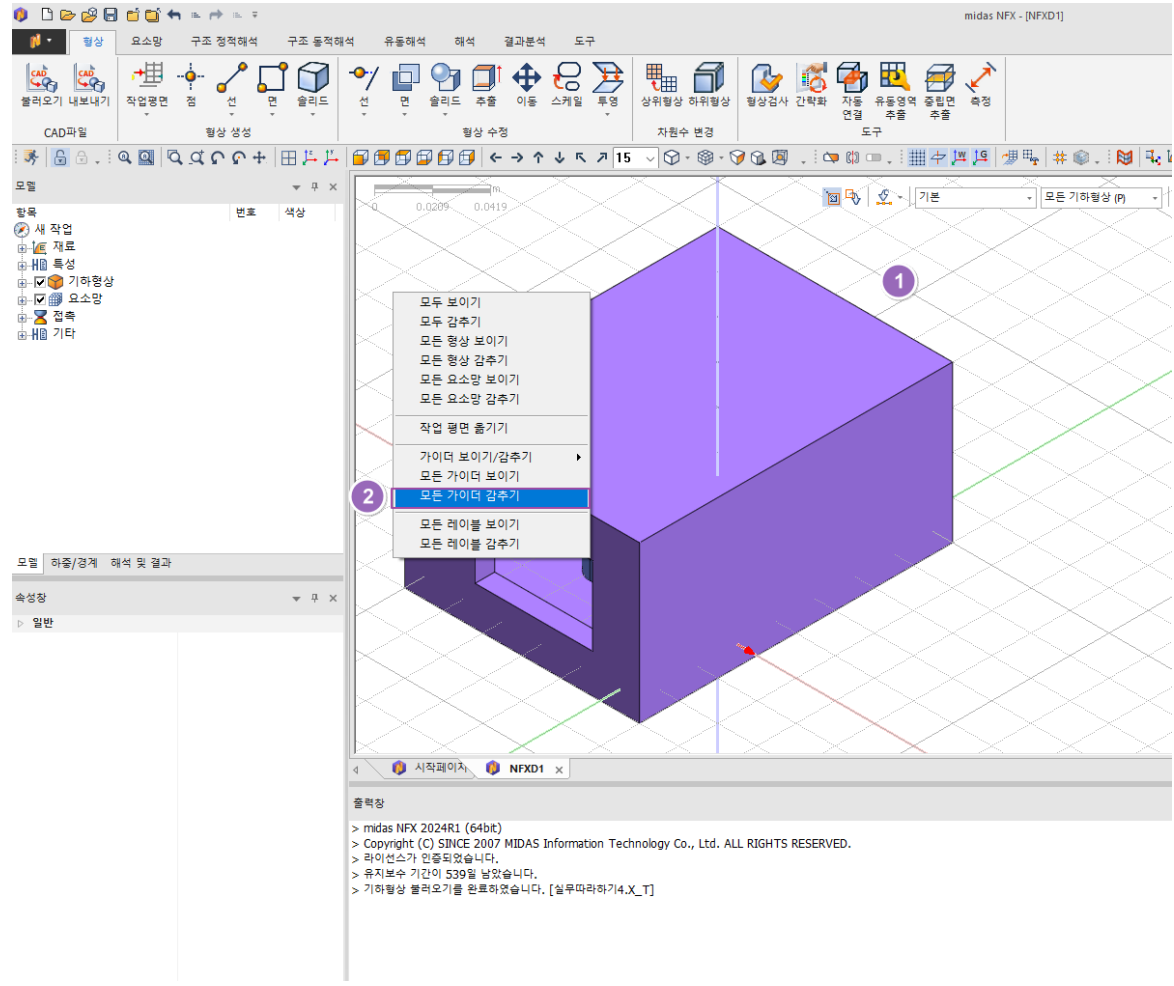 midas NFX - [NFXD1]
형상 요소망 구조 정적해석 구조 동적해석 유동해석 해석 결과분석 도구
CAD CAD
불러오기 내보내기 작업평면 점 선 면 솔리드 선 면 솔리드 추출 이동 스케일 투영 상위형상 하위형상 형상검사 간략화 자동 유동영역 중립면 측정
연결 추출 추출
CAD파일 형상 생성 형상 수정 차원수 변경 도구
15
모델
항목 번호 색상
새 작업
재료
특성
기하형상
요소망
접촉
기타
모델 하중/경계 해석 및 결과
속성창
일반
m
0 0.0209 0.0419
기본 모든 기하형상 (P)
1
모두 보이기
모두 감추기
모든 형상 보이기
모든 형상 감추기
모든 요소망 보이기
모든 요소망 감추기
작업 평면 옮기기
가이더 보이기/감추기
모든 가이더 보이기
2 모든 가이더 감추기
모든 레이블 보이기
모든 레이블 감추기
시작페이지 NFXD1
출력창
> midas NFX 2024R1 (64bit)
> Copyright (C) SINCE 2007 MIDAS Information Technology Co., Ltd. ALL RIGHTS RESERVED.
> 라이선스가 인증되었습니다.
> 유지보수 기간이 539일 남았습니다.
> 기하형상 불러오기를 완료하였습니다. [실무따라하기4.X_T]